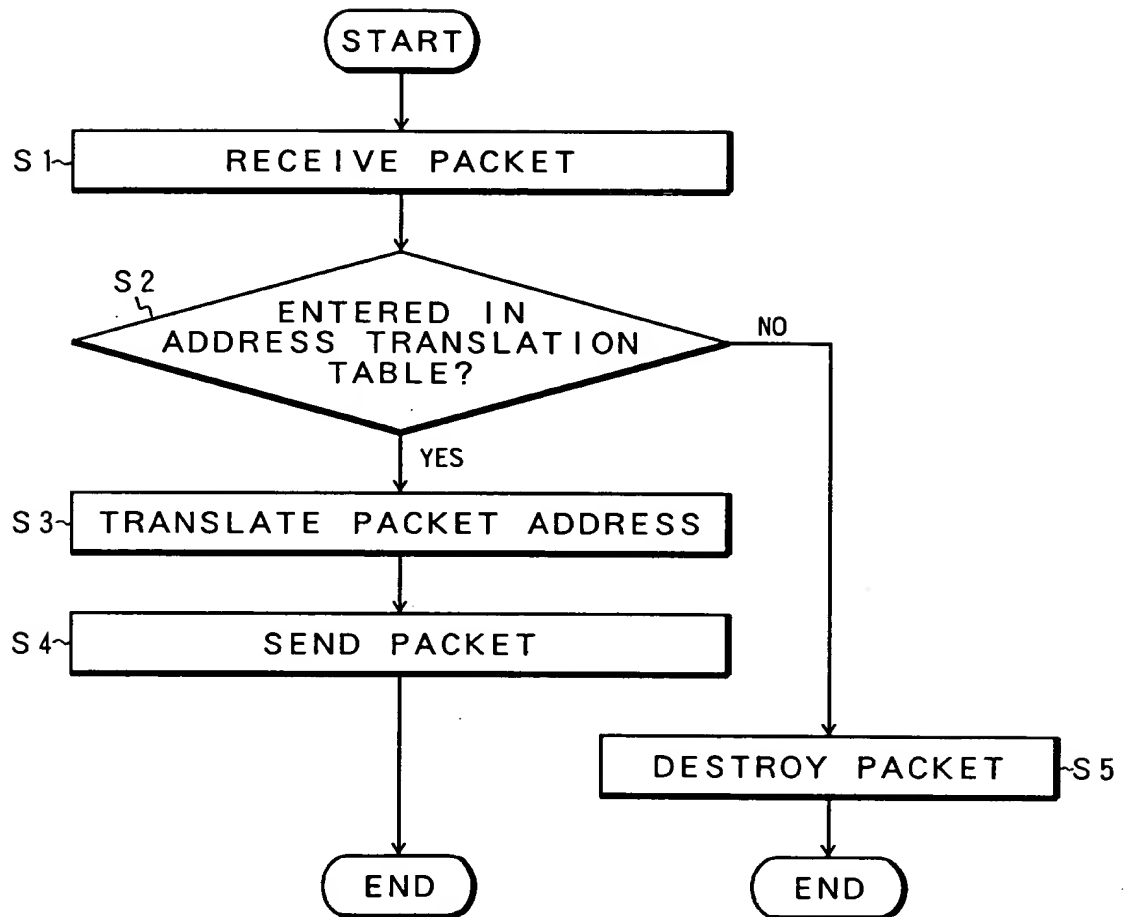 START
S1
RECEIVE PACKET
S2
ENTERED IN
ADDRESS TRANSLATION
TABLE?
NO
YES
S3
TRANSLATE PACKET ADDRESS
S4
SEND PACKET
DESTROY PACKET
S5
END
END